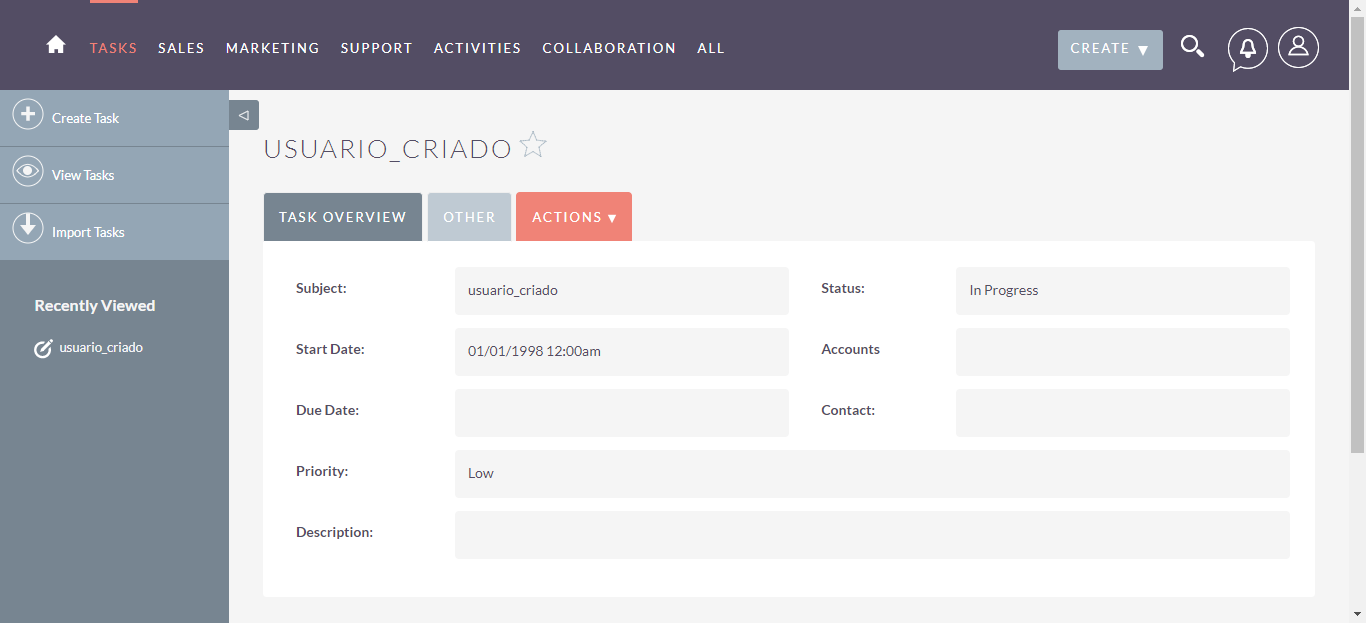 TASKS SALES MARKETING SUPPORT ACTIVITIES COLLABORATION ALL CREATE ▼
Create Task
View Tasks
Import Tasks
Recently Viewed
usuario_criado
USUARIO_CRIADO
TASK OVERVIEW OTHER ACTIONS ▼
Subject: usuario_criado Status: In Progress
Start Date: 01/01/1998 12:00am Accounts
Due Date: Contact:
Priority: Low
Description: